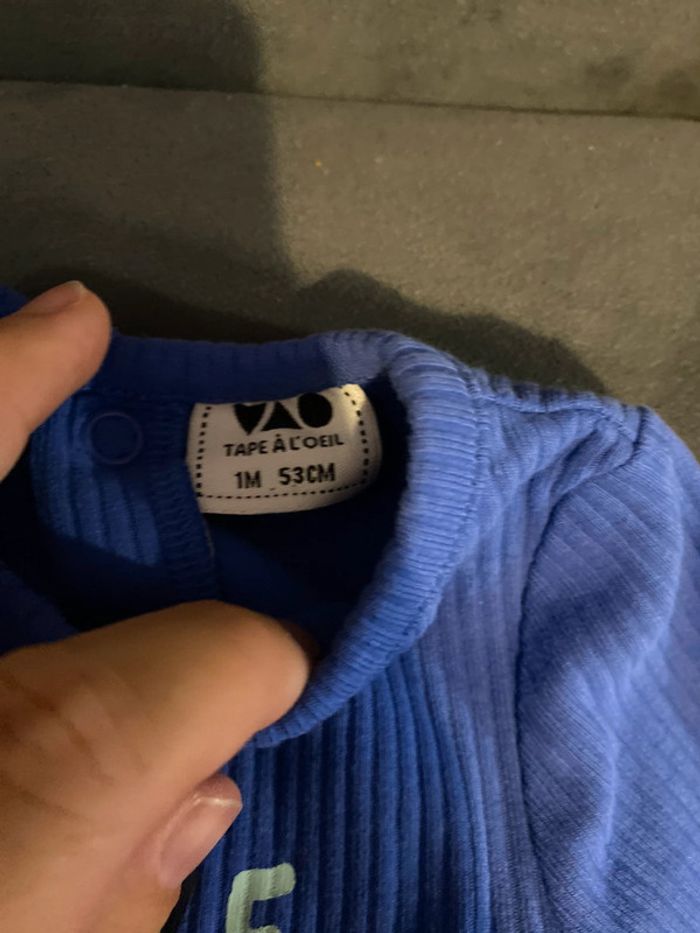 TAPE À L'OEIL
1M 53CM